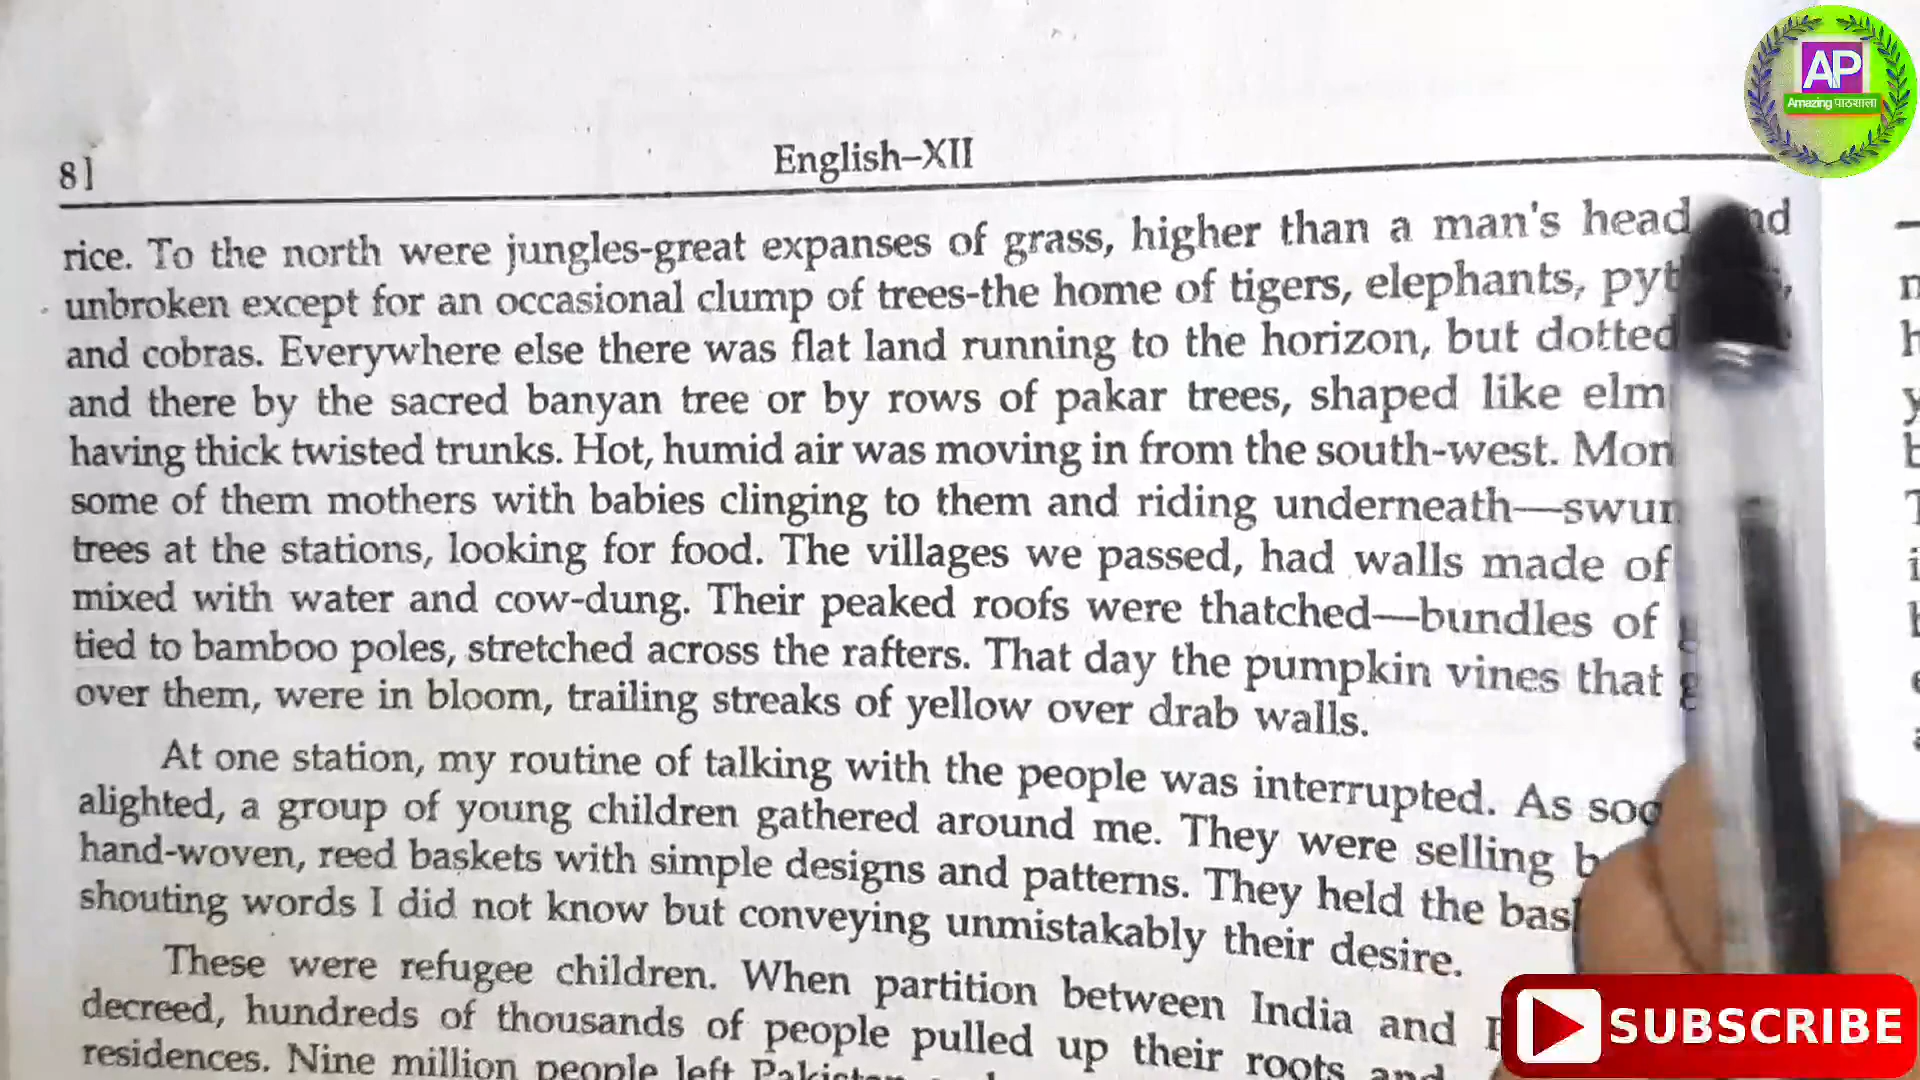 AP
Amazing पाठशाला
8]
English–XII
rice. To the north were jungles-great expanses of grass, higher than a man's head
unbroken except for an occasional clump of trees-the home of tigers, elephants,
and cobras. Everywhere else there was flat land running to the horizon, but dotted
and there by the sacred banyan tree or by rows of pakar trees, shaped like
having thick twisted trunks. Hot, humid air was moving in from the south-west.
some of them mothers with babies clinging to them and riding underneath—
trees at the stations, looking for food. The villages we passed, had walls made of
mixed with water and cow-dung. Their peaked roofs were thatched—bundles of
tied to bamboo poles, stretched across the rafters. That day the pumpkin vines that
over them, were in bloom, trailing streaks of yellow over drab walls.
At one station, my routine of talking with the people was interrupted. As
alighted, a group of young children gathered around me. They were selling
hand-woven, reed baskets with simple designs and patterns. They held the
shouting words I did not know but conveying unmistakably their desire.
These were refugee children. When partition between India and
decreed, hundreds of thousands of people pulled up their roots and
residences. Nine million people left Pakistan
SUBSCRIBE